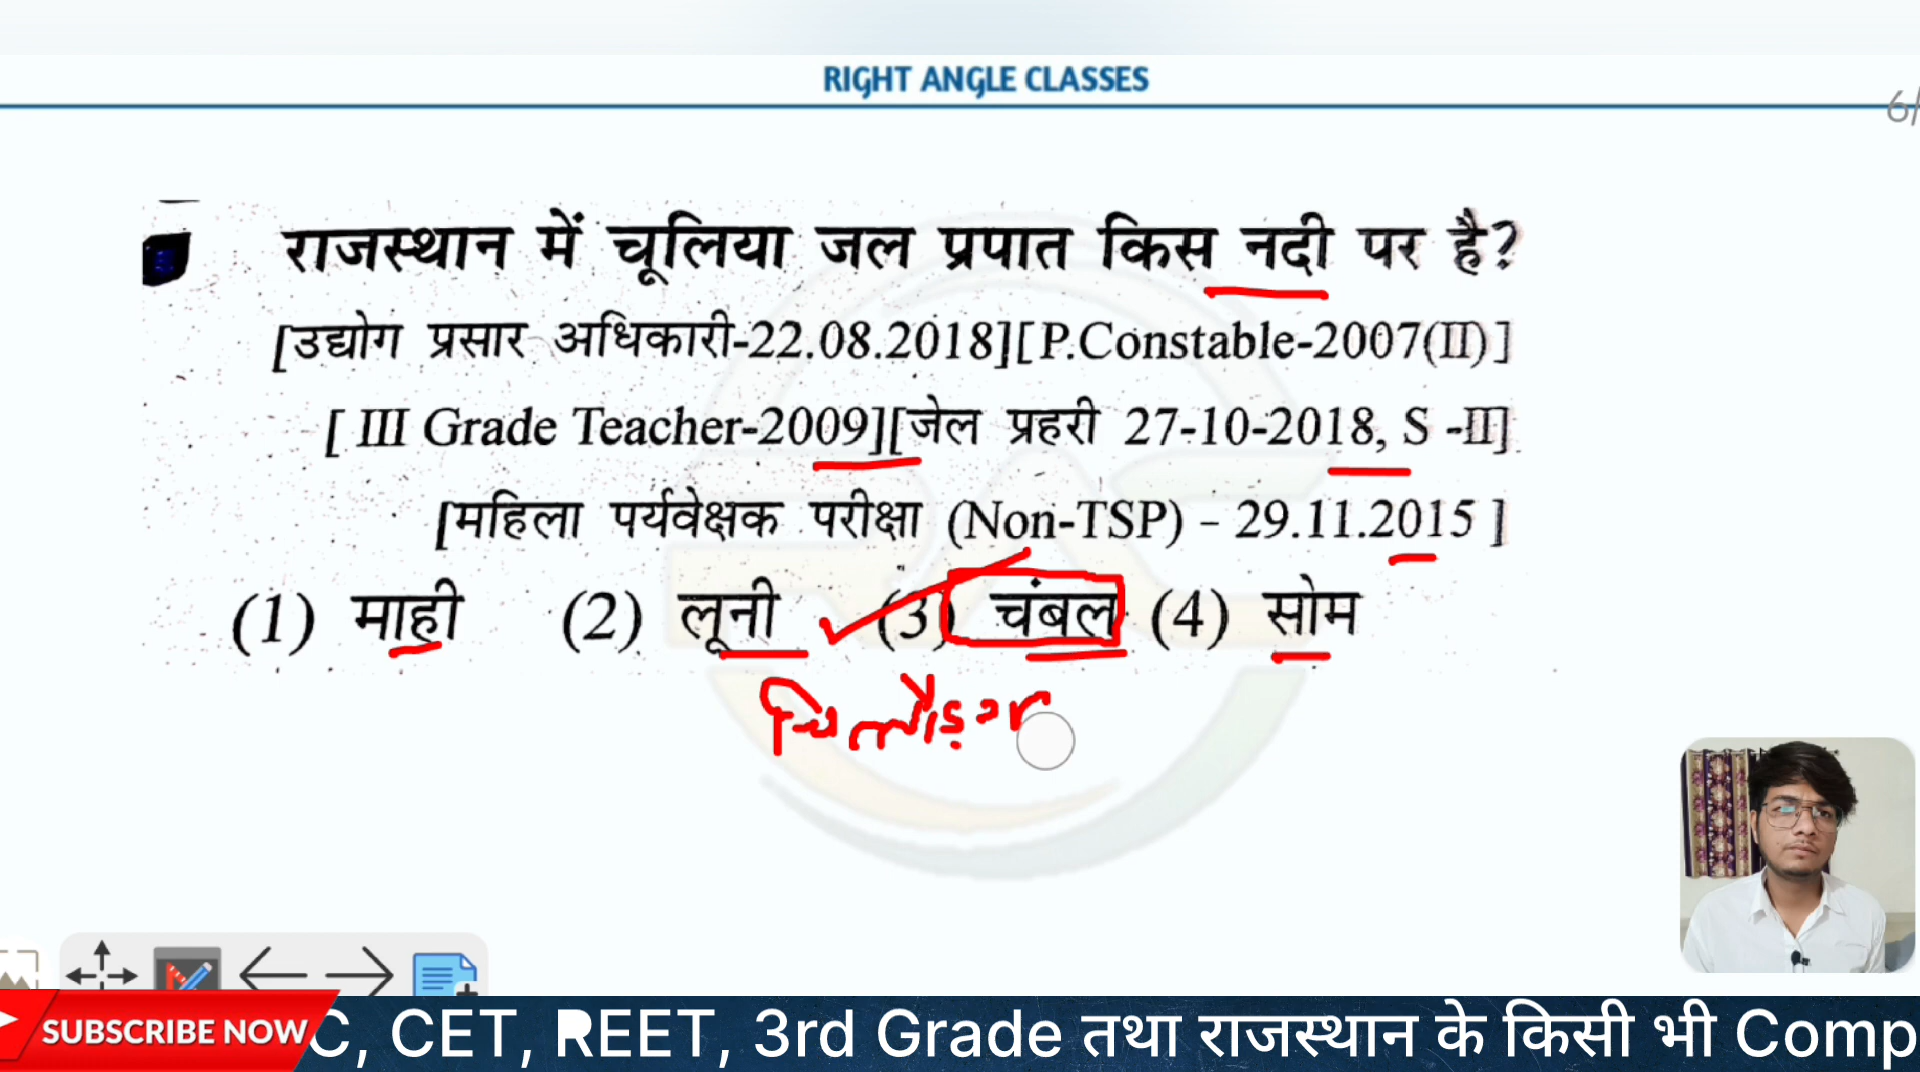 RIGHT ANGLE CLASSES
6/
राजस्थान में चूलिया जल प्रपात किस नदी पर है?
[उद्योग प्रसार अधिकारी-22.08.2018][P.Constable-2007(II)]
[ III Grade Teacher-2009][जेल प्रहरी 27-10-2018, S -II]
[महिला पर्यवेक्षक परीक्षा (Non-TSP) - 29.11.2015 ]
(1) माही (2) लूनी (3) चंबल (4) सोम
SUBSCRIBE NOW
C, CET, REET, 3rd Grade तथा राजस्थान के किसी भी Comp